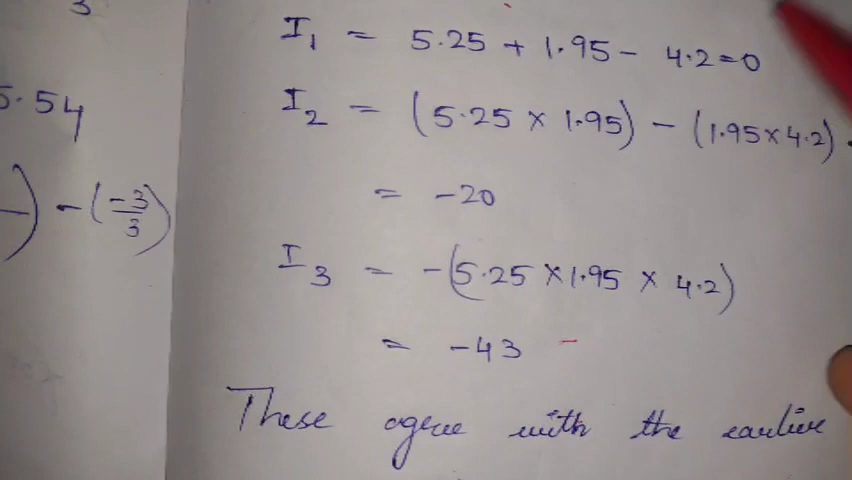 3
5.54
) - (-3/3)
I1 = 5.25 + 1.95 - 4.2 = 0
I2 = (5.25 × 1.95) - (1.95 × 4.2)
= -20
I3 = -(5.25 × 1.95 × 4.2)
= -43
These agree with the earlier